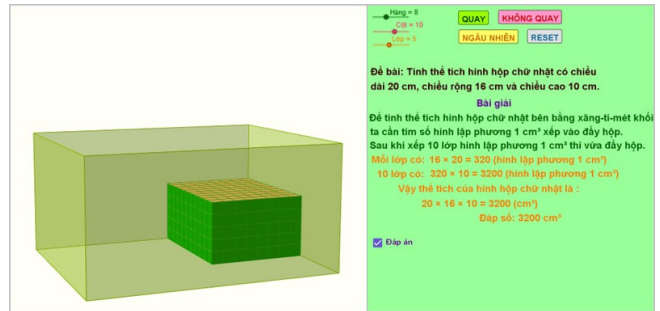 Hàng = 8
Cột = 10
Lớp = 5
QUAY
KHÔNG QUAY
NGẪU NHIÊN
RESET
Đề bài: Tính thể tích hình hộp chữ nhật có chiều
dài 20 cm, chiều rộng 16 cm và chiều cao 10 cm.
Bài giải
Để tính thể tích hình hộp chữ nhật bên bằng xăng-ti-mét khối
ta cần tìm số hình lập phương 1 cm³ xếp vào đầy hộp.
Sau khi xếp 10 lớp hình lập phương 1 cm³ thì vừa đầy hộp.
Mỗi lớp có: 16 × 20 = 320 (hình lập phương 1 cm³)
10 lớp có: 320 × 10 = 3200 (hình lập phương 1 cm³)
Vậy thể tích của hình hộp chữ nhật là :
20 × 16 × 10 = 3200 (cm³)
Đáp số: 3200 cm³
Đáp án